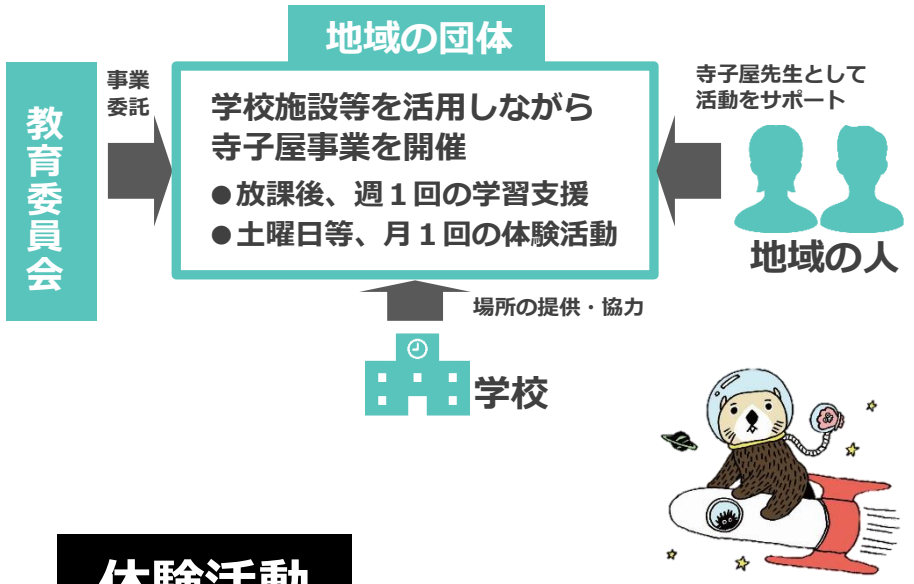 地域の団体
教育委員会
事業
委託
学校施設等を活用しながら
寺子屋事業を開催
●放課後、週１回の学習支援
●土曜日等、月１回の体験活動
寺子屋先生として
活動をサポート
地域の人
場所の提供・協力
学校
体験活動